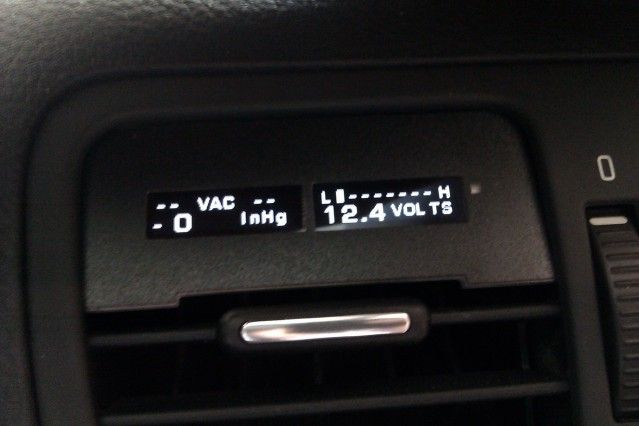 -- VAC --
-0 InHg
L▮-------H
12.4 VOLTS
0